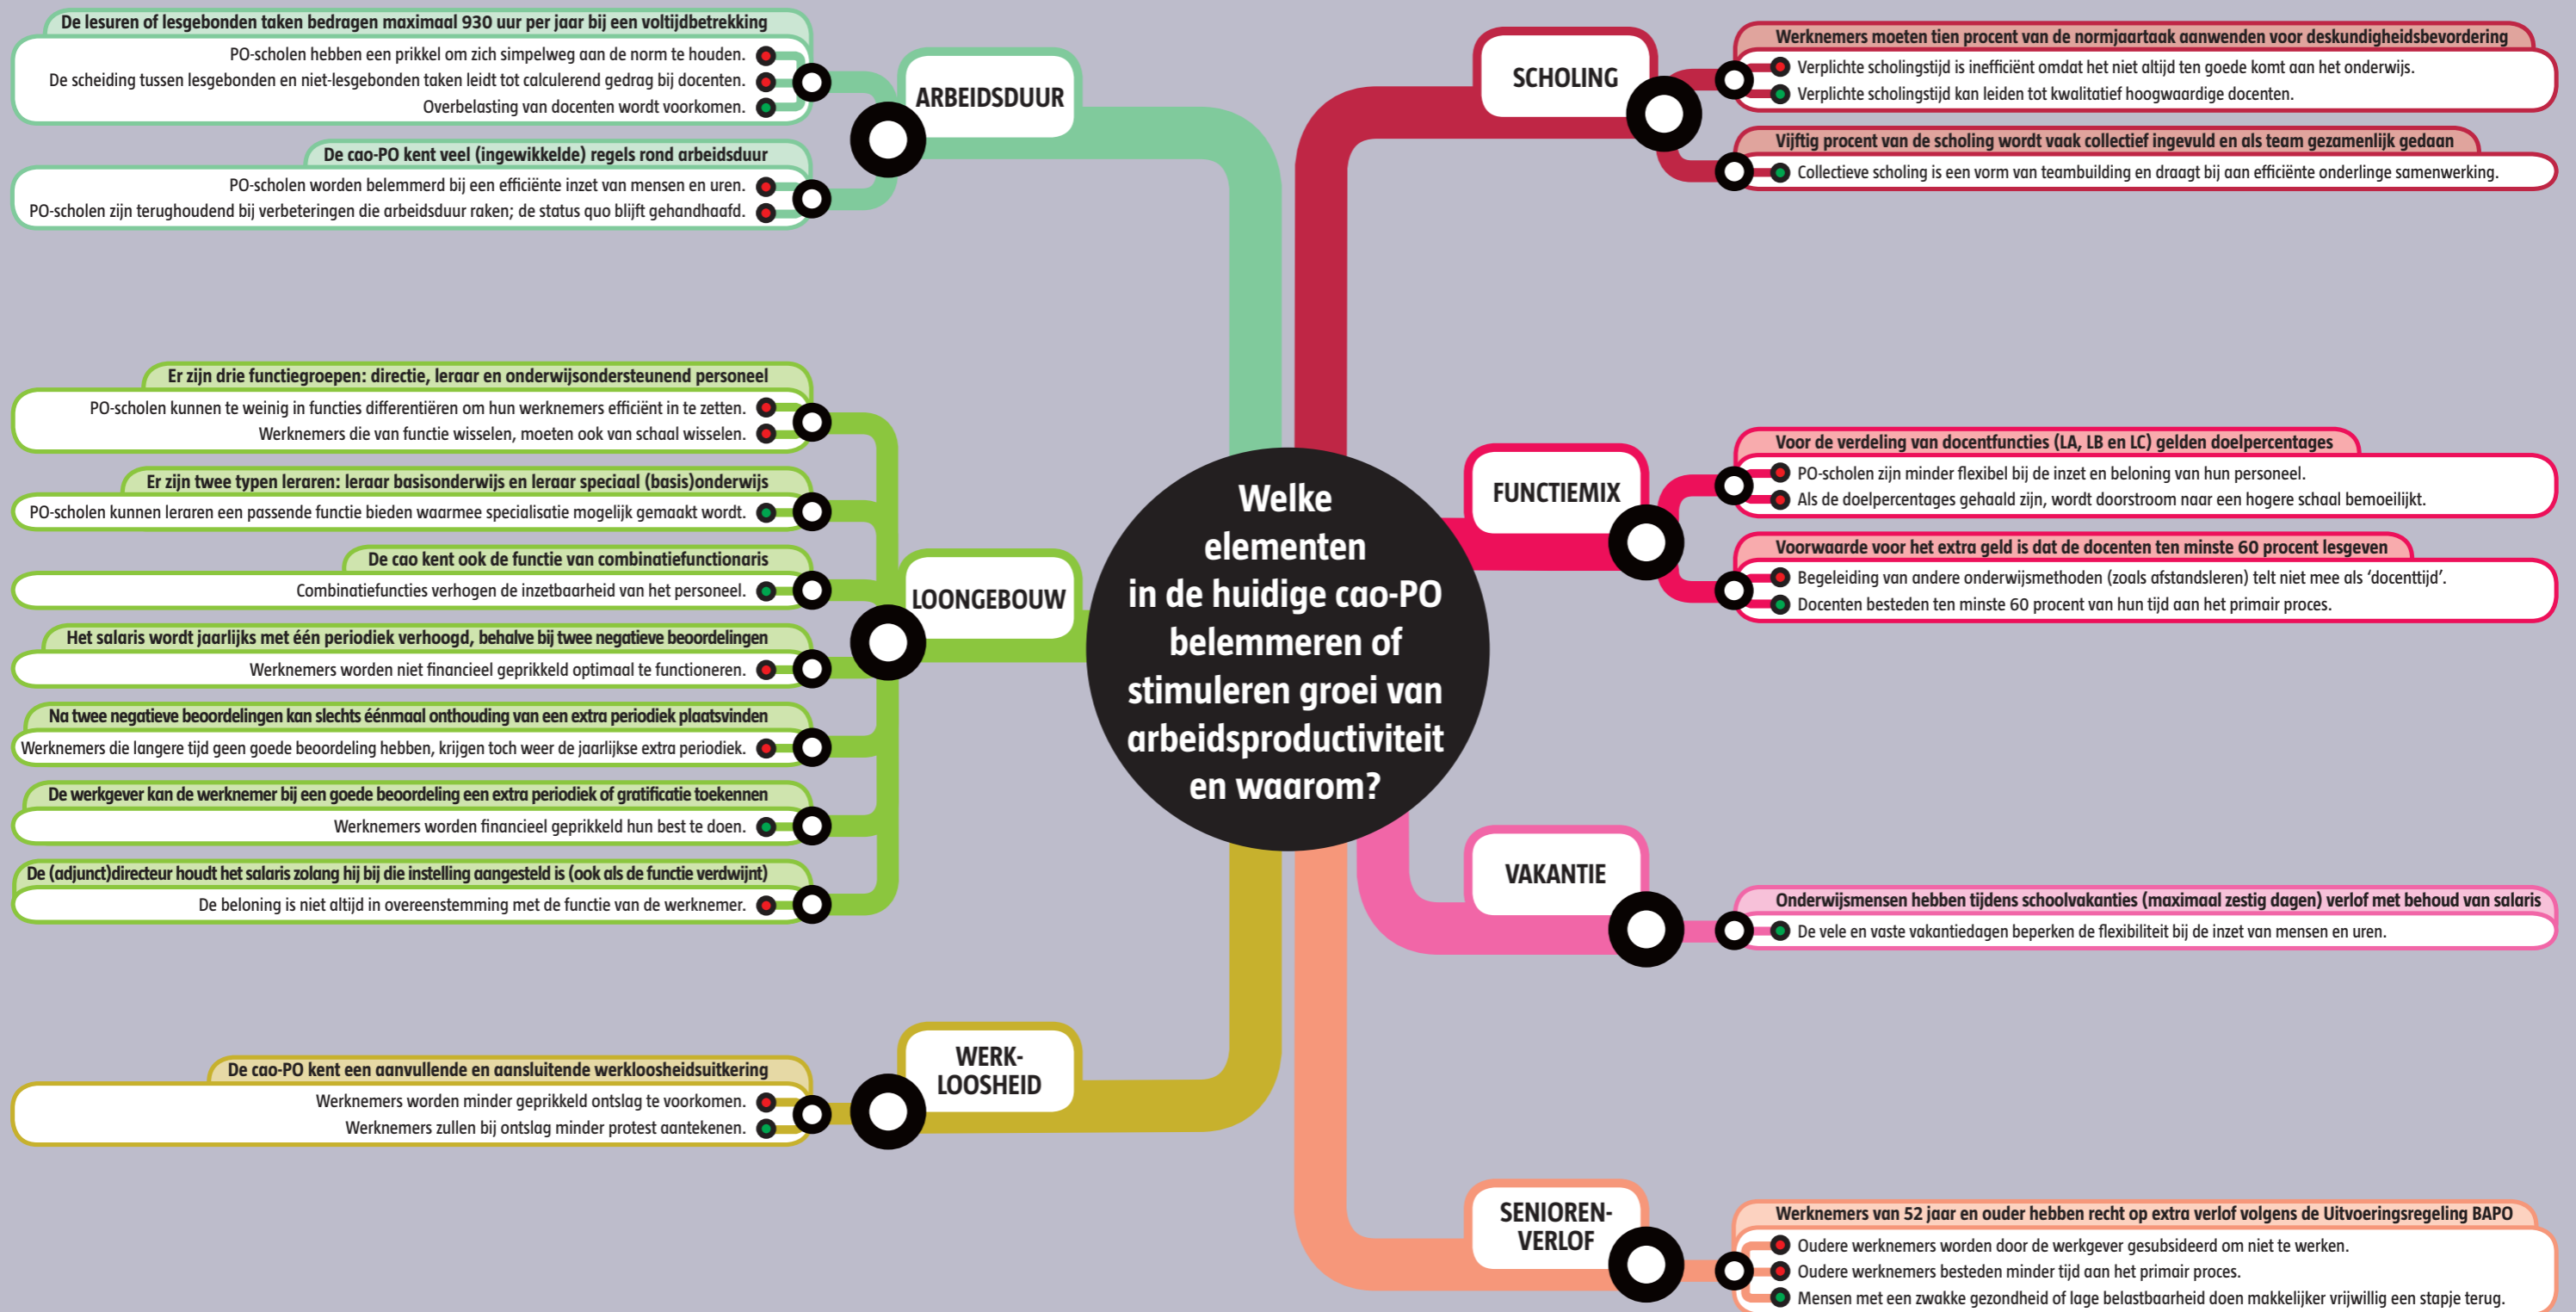 De lesuren of lesgebonden taken bedragen maximaal 930 uur per jaar bij een voltijdbetrekking
PO-scholen hebben een prikkel om zich simpelweg aan de norm te houden.
De scheiding tussen lesgebonden en niet-lesgebonden taken leidt tot calculerend gedrag bij docenten.
Overbelasting van docenten wordt voorkomen.
De cao-PO kent veel (ingewikkelde) regels rond arbeidsduur
PO-scholen worden belemmerd bij een efficiënte inzet van mensen en uren.
PO-scholen zijn terughoudend bij verbeteringen die arbeidsduur raken; de status quo blijft gehandhaafd.
ARBEIDSDUUR
Er zijn drie functiegroepen: directie, leraar en onderwijsondersteunend personeel
PO-scholen kunnen te weinig in functies differentiëren om hun werknemers efficiënt in te zetten.
Werknemers die van functie wisselen, moeten ook van schaal wisselen.
Er zijn twee typen leraren: leraar basisonderwijs en leraar speciaal (basis)onderwijs
PO-scholen kunnen leraren een passende functie bieden waarmee specialisatie mogelijk gemaakt wordt.
De cao kent ook de functie van combinatiefunctionaris
Combinatiefuncties verhogen de inzetbaarheid van het personeel.
Het salaris wordt jaarlijks met één periodiek verhoogd, behalve bij twee negatieve beoordelingen
Werknemers worden niet financieel geprikkeld optimaal te functioneren.
Na twee negatieve beoordelingen kan slechts éénmaal onthouding van een extra periodiek plaatsvinden
Werknemers die langere tijd geen goede beoordeling hebben, krijgen toch weer de jaarlijkse extra periodiek.
De werkgever kan de werknemer bij een goede beoordeling een extra periodiek of gratificatie toekennen
Werknemers worden financieel geprikkeld hun best te doen.
De (adjunct)directeur houdt het salaris zolang hij bij die instelling aangesteld is (ook als de functie verdwijnt)
De beloning is niet altijd in overeenstemming met de functie van de werknemer.
LOONGEBOUW
De cao-PO kent een aanvullende en aansluitende werkloosheidsuitkering
Werknemers worden minder geprikkeld ontslag te voorkomen.
Werknemers zullen bij ontslag minder protest aantekenen.
WERK-
LOOSHEID
Welke
elementen
in de huidige cao-PO
belemmeren of
stimuleren groei van
arbeidsproductiviteit
en waarom?
SCHOLING
Werknemers moeten tien procent van de normjaartaak aanwenden voor deskundigheidsbevordering
Verplichte scholingstijd is inefficiënt omdat het niet altijd ten goede komt aan het onderwijs.
Verplichte scholingstijd kan leiden tot kwalitatief hoogwaardige docenten.
Vijftig procent van de scholing wordt vaak collectief ingevuld en als team gezamenlijk gedaan
Collectieve scholing is een vorm van teambuilding en draagt bij aan efficiënte onderlinge samenwerking.
FUNCTIEMIX
Voor de verdeling van docentfuncties (LA, LB en LC) gelden doelpercentages
PO-scholen zijn minder flexibel bij de inzet en beloning van hun personeel.
Als de doelpercentages gehaald zijn, wordt doorstroom naar een hogere schaal bemoeilijkt.
Voorwaarde voor het extra geld is dat de docenten ten minste 60 procent lesgeven
Begeleiding van andere onderwijsmethoden (zoals afstandsleren) telt niet mee als ‘docenttijd’.
Docenten besteden ten minste 60 procent van hun tijd aan het primair proces.
VAKANTIE
Onderwijsmensen hebben tijdens schoolvakanties (maximaal zestig dagen) verlof met behoud van salaris
De vele en vaste vakantiedagen beperken de flexibiliteit bij de inzet van mensen en uren.
SENIOREN-
VERLOF
Werknemers van 52 jaar en ouder hebben recht op extra verlof volgens de Uitvoeringsregeling BAPO
Oudere werknemers worden door de werkgever gesubsideerd om niet te werken.
Oudere werknemers besteden minder tijd aan het primair proces.
Mensen met een zwakke gezondheid of lage belastbaarheid doen makkelijker vrijwillig een stapje terug.